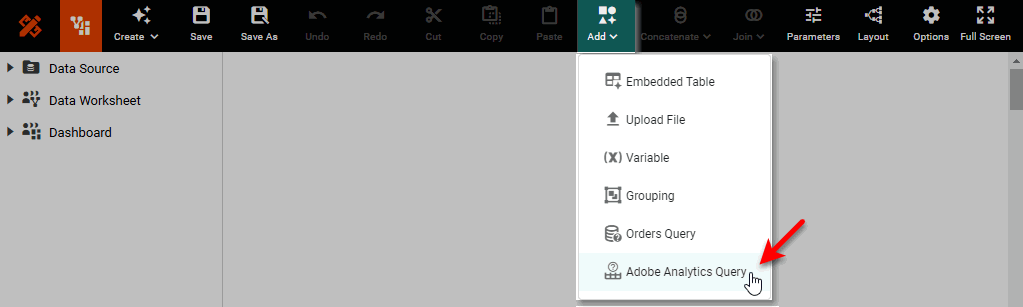 Create Save Save As Undo Redo Cut Copy Paste Add Concatenate Join Parameters Layout Options Full Screen
Data Source
Data Worksheet
Dashboard
Embedded Table
Upload File
(X) Variable
Grouping
Orders Query
Adobe Analytics Query